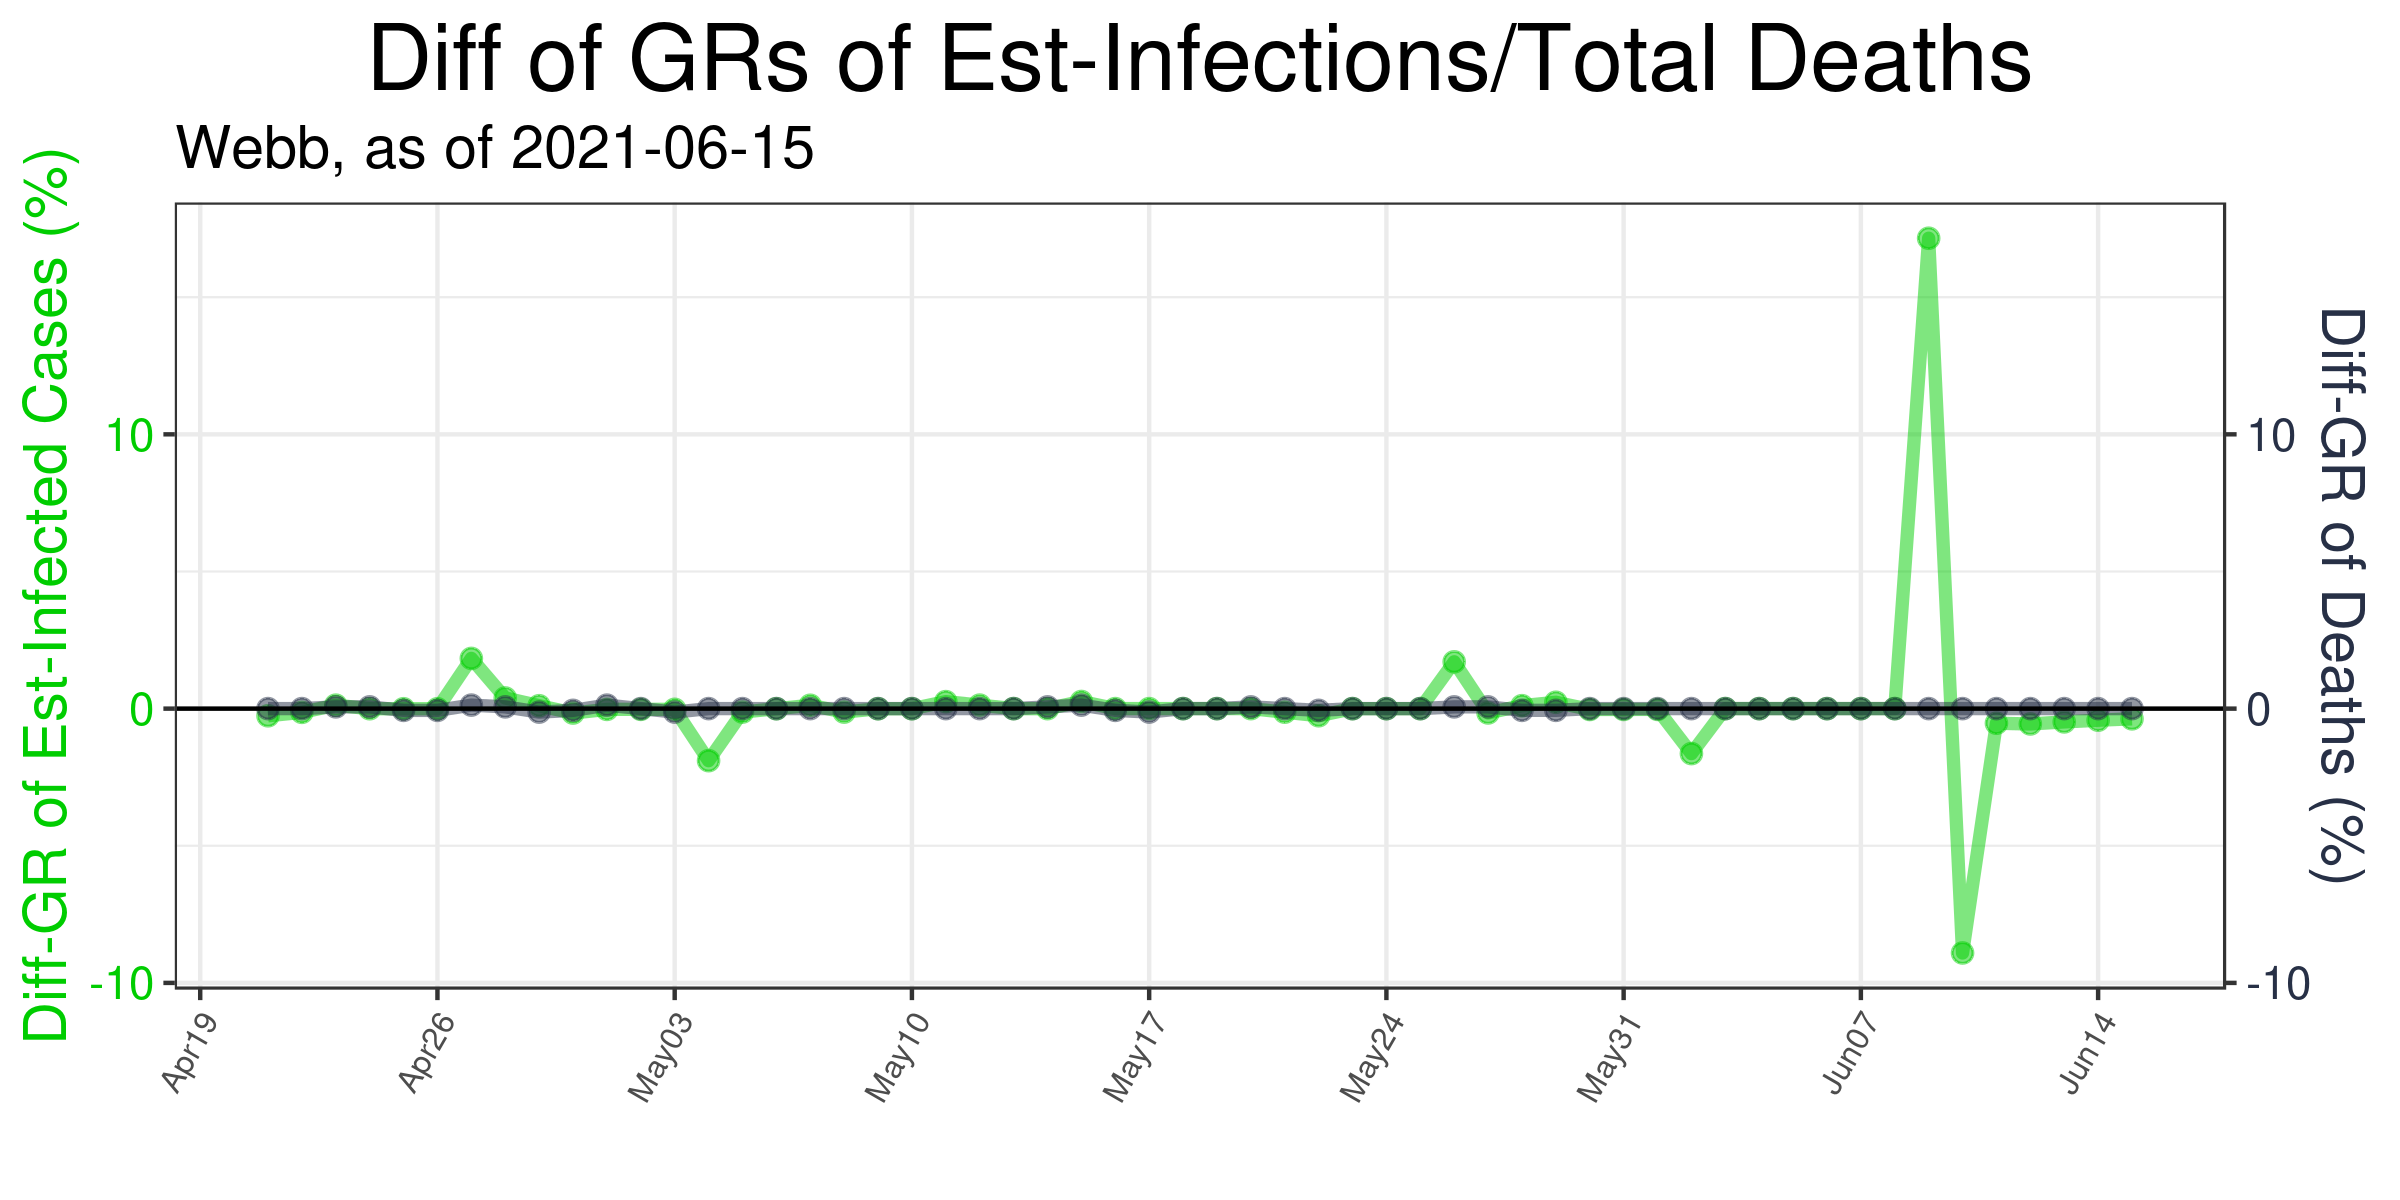 Diff of GRs of Est-Infections/Total Deaths
Webb, as of 2021-06-15
Diff-GR of Est-Infected Cases (%)
10
0
-10
10
0
-10
Diff-GR of Deaths (%)
Apr19
Apr26
May03
May10
May17
May24
May31
Jun07
Jun14